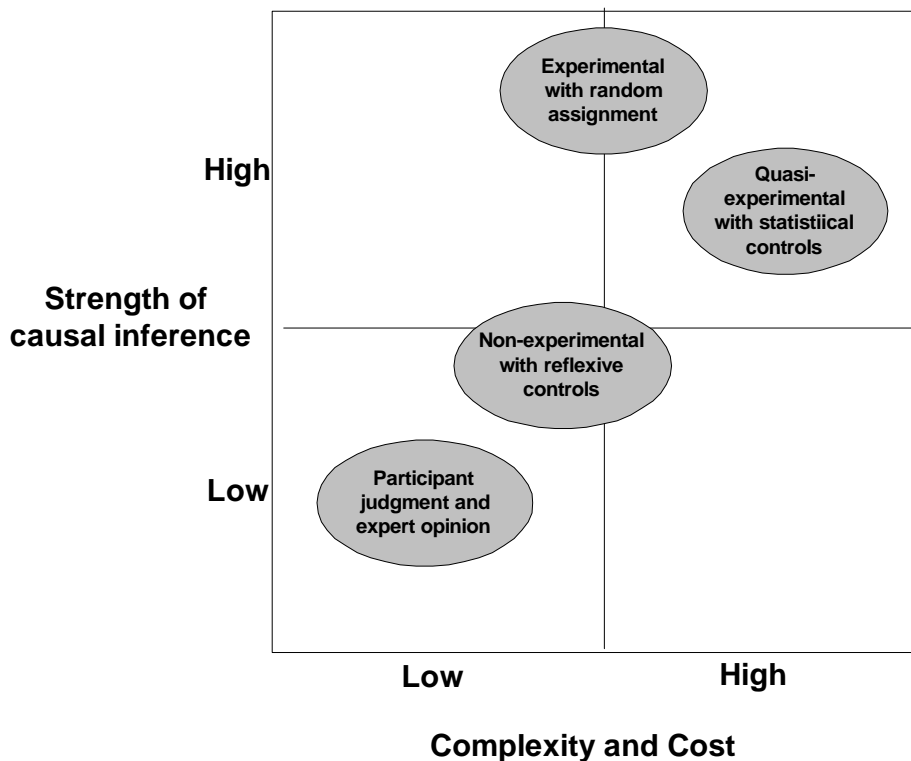 Experimental
with random
assignment
High
Quasi-
experimental
with statistiical
controls
Strength of
causal inference
Non-experimental
with reflexive
controls
Low
Participant
judgment and
expert opinion
Low
High
Complexity and Cost